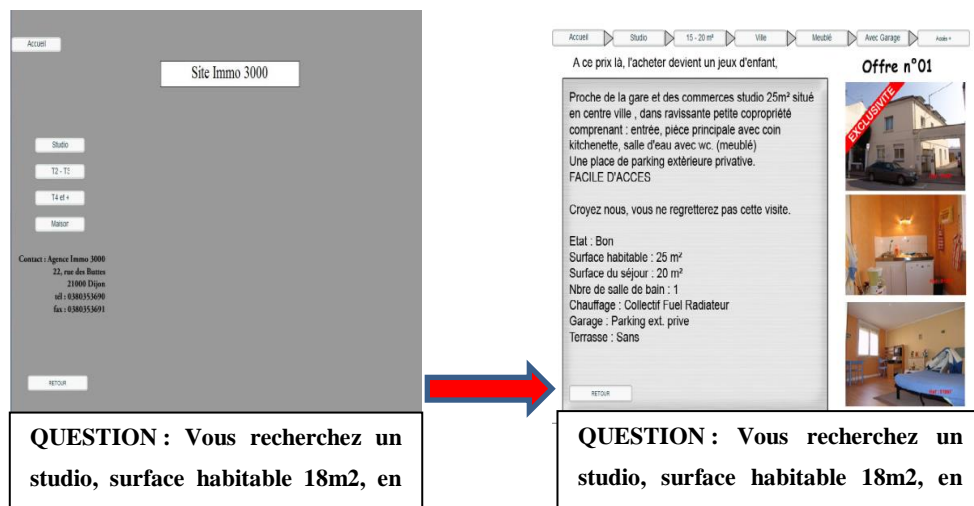 Accueil
Site Immo 3000
Studio
T2 - T3
T4 et +
Maison
Contact : Agence Immo 3000
22, rue des Buttes
21000 Dijon
tél : 0380353690
fax : 0380353691
RETOUR
QUESTION : Vous recherchez un
studio, surface habitable 18m2, en
Accueil Studio 15 - 20 m² Ville Meublé Avec Garage
A ce prix là, l'acheter devient un jeux d'enfant,
Offre n°01
Proche de la gare et des commerces studio 25m² situé
en centre ville , dans ravissante petite copropriété
comprenant : entrée, pièce principale avec coin
kitchenette, salle d'eau avec wc. (meublé)
Une place de parking extèrieure privative.
FACILE D'ACCES
Croyez nous, vous ne regretterez pas cette visite.
Etat : Bon
Surface habitable : 25 m²
Surface du séjour : 20 m²
Nbre de salle de bain : 1
Chauffage : Collectif Fuel Radiateur
Garage : Parking ext. prive
Terrasse : Sans
RETOUR
EXCLUSIVITE
QUESTION : Vous recherchez un
studio, surface habitable 18m2, en